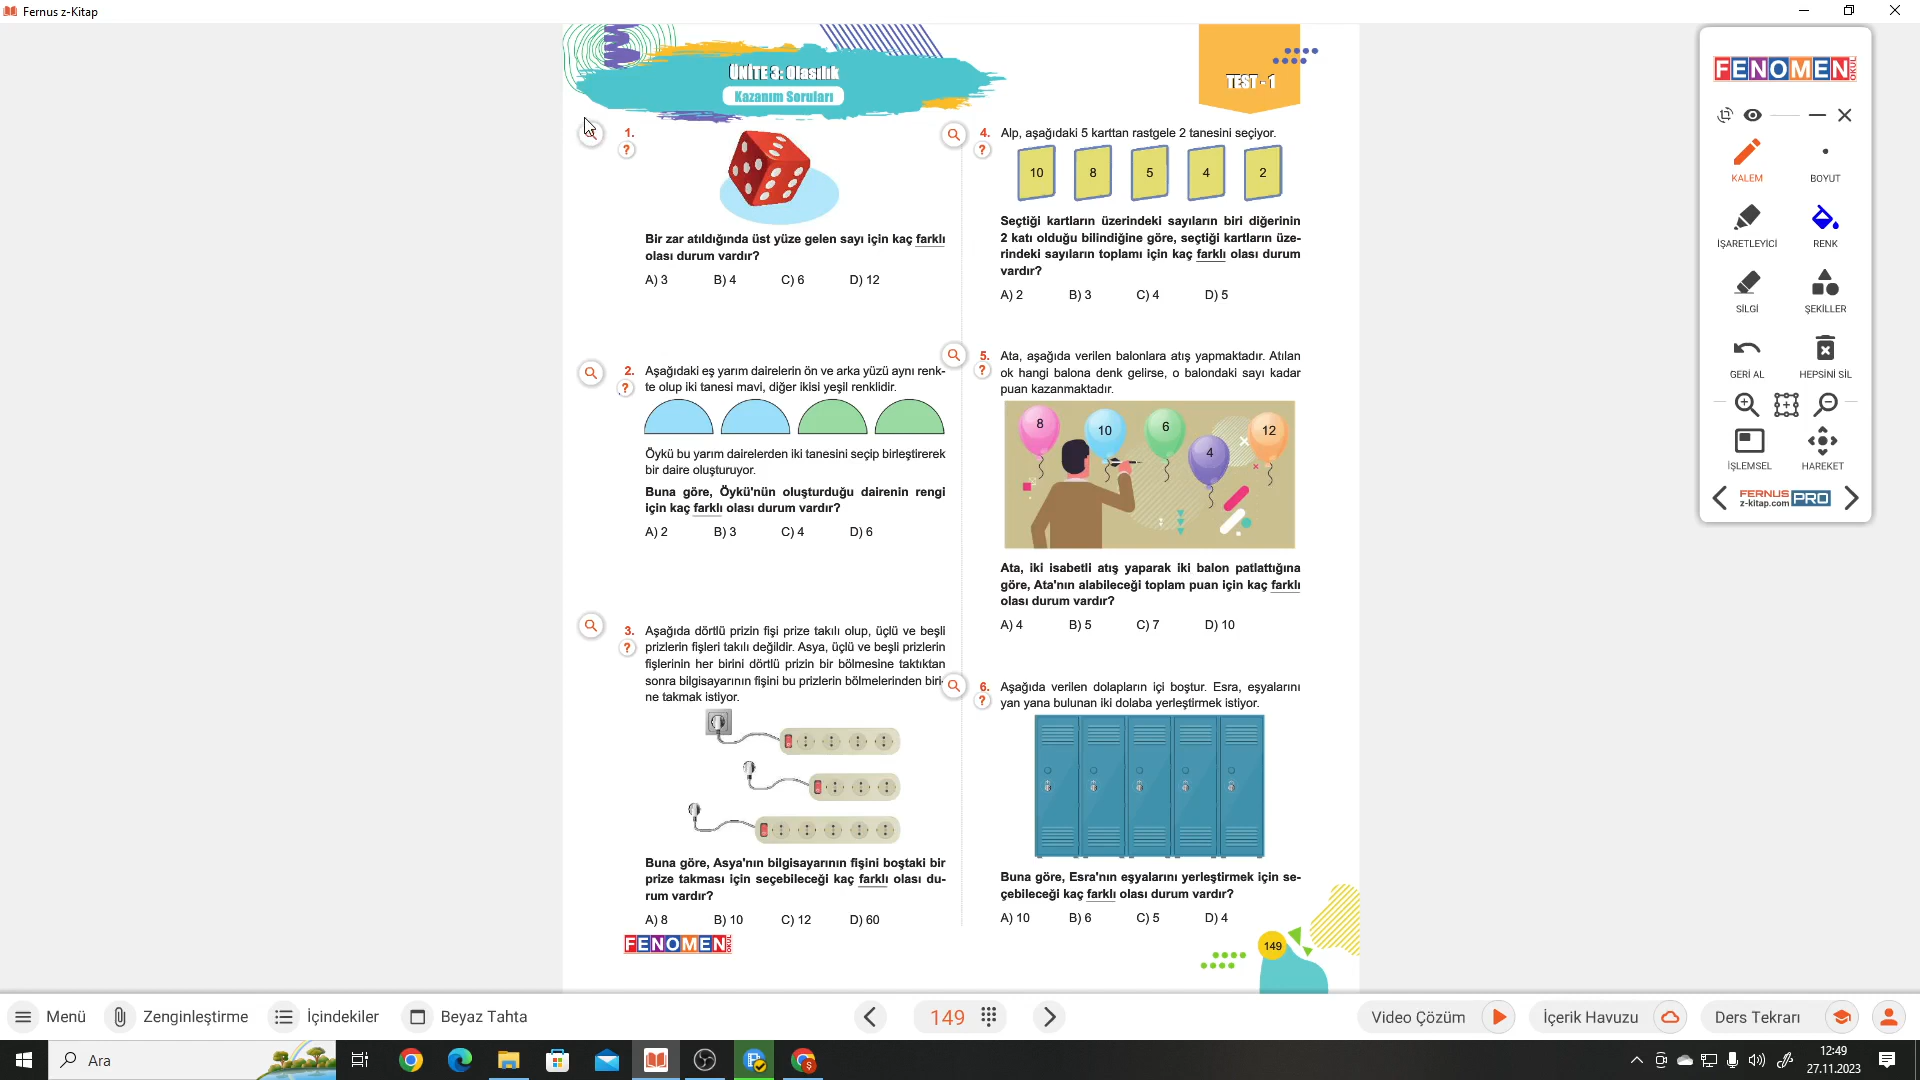 Fernus z-Kitap
ÜNİTE 3: Olasılık
Kazanım Soruları
TEST - 1
1.
?
Bir zar atıldığında üst yüze gelen sayı için kaç farklı
olası durum vardır?
A) 3 B) 4 C) 6 D) 12
2. Aşağıdaki eş yarım dairelerin ön ve arka yüzü aynı renk-
? te olup iki tanesi mavi, diğer ikisi yeşil renklidir.
Öykü bu yarım dairelerden iki tanesini seçip birleştirerek
bir daire oluşturuyor.
Buna göre, Öykü'nün oluşturduğu dairenin rengi
için kaç farklı olası durum vardır?
A) 2 B) 3 C) 4 D) 6
3. Aşağıda dörtlü prizin fişi prize takılı olup, üçlü ve beşli
? prizlerin fişleri takılı değildir. Asya, üçlü ve beşli prizlerin
fişlerinin her birini dörtlü prizin bir bölmesine taktıktan
sonra bilgisayarının fişini bu prizlerin bölmelerinden biri-
ne takmak istiyor.
Buna göre, Asya'nın bilgisayarının fişini boştaki bir
prize takması için seçebileceği kaç farklı olası du-
rum vardır?
A) 8 B) 10 C) 12 D) 60
FENOMEN OKUL
4. Alp, aşağıdaki 5 karttan rastgele 2 tanesini seçiyor.
?
10 8 5 4 2
Seçtiği kartların üzerindeki sayıların biri diğerinin
2 katı olduğu bilindiğine göre, seçtiği kartların üze-
rindeki sayıların toplamı için kaç farklı olası durum
vardır?
A) 2 B) 3 C) 4 D) 5
5. Ata, aşağıda verilen balonlara atış yapmaktadır. Atılan
? ok hangi balona denk gelirse, o balondaki sayı kadar
puan kazanmaktadır.
8 10 6 4 12
Ata, iki isabetli atış yaparak iki balon patlattığına
göre, Ata'nın alabileceği toplam puan için kaç farklı
olası durum vardır?
A) 4 B) 5 C) 7 D) 10
6. Aşağıda verilen dolapların içi boştur. Esra, eşyalarını
? yan yana bulunan iki dolaba yerleştirmek istiyor.
Buna göre, Esra'nın eşyalarını yerleştirmek için se-
çebileceği kaç farklı olası durum vardır?
A) 10 B) 6 C) 5 D) 4
149
FENOMEN OKUL
KALEM BOYUT
İŞARETLEYİCİ RENK
SİLGİ ŞEKİLLER
GERİ AL HEPSİNİ SİL
İŞLEMSEL HAREKET
FERNUS PRO
z-kitap.com
Menü Zenginleştirme İçindekiler Beyaz Tahta 149 Video Çözüm İçerik Havuzu Ders Tekrarı
Ara
12:49
27.11.2023